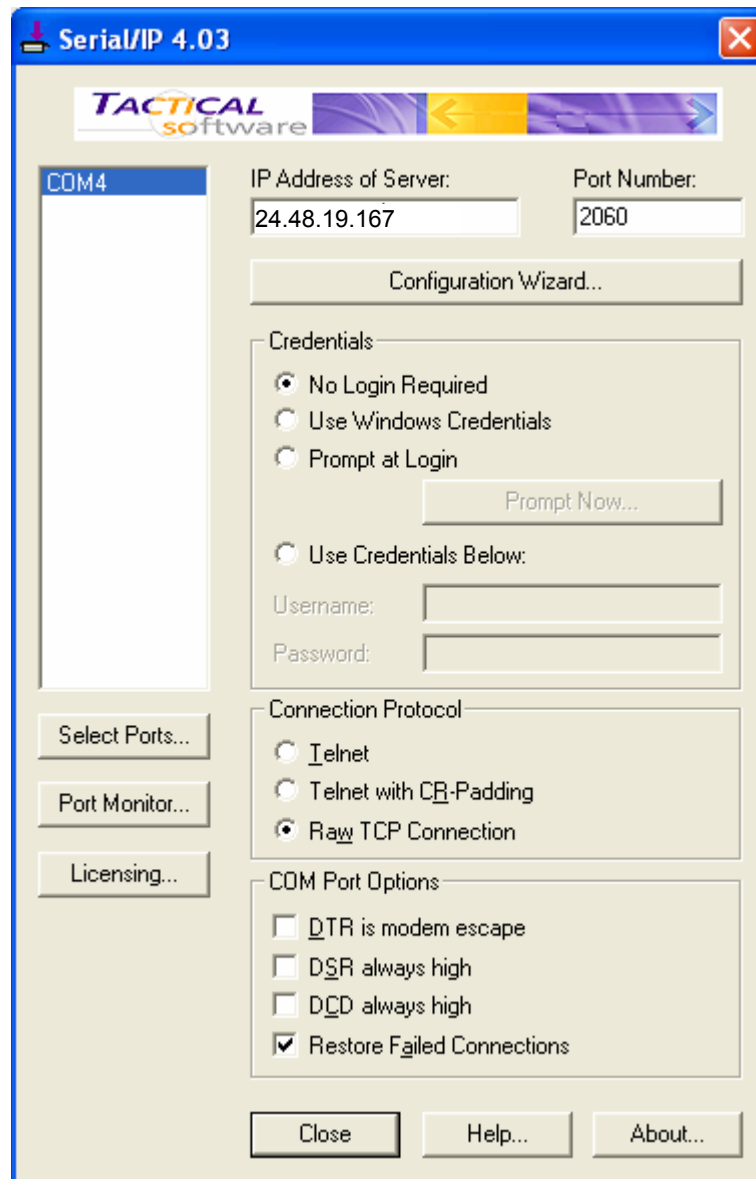 Serial/IP 4.03
TACTICAL
software
COM4
IP Address of Server:
Port Number:
24.48.19.167
2060
Configuration Wizard...
Credentials
No Login Required
Use Windows Credentials
Prompt at Login
Prompt Now...
Use Credentials Below:
Username:
Password:
Select Ports...
Port Monitor...
Licensing...
Connection Protocol
Telnet
Telnet with CR-Padding
Raw TCP Connection
COM Port Options
DTR is modem escape
DSR always high
DCD always high
Restore Failed Connections
Close
Help...
About...